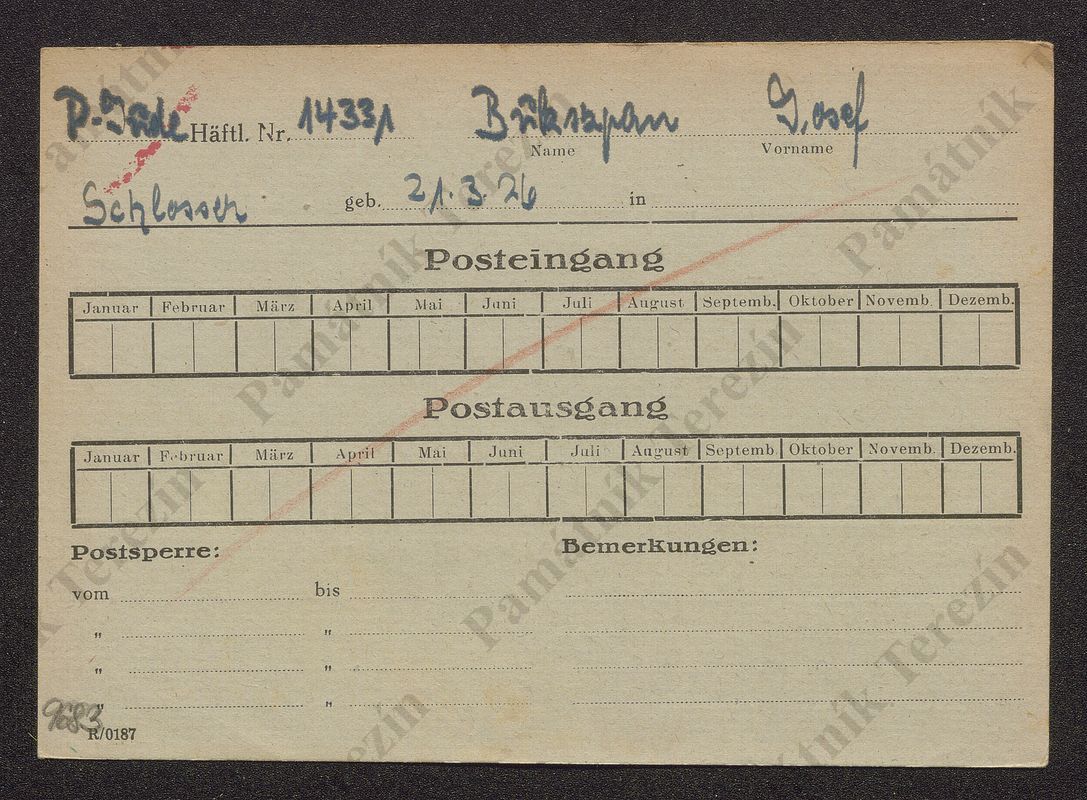 P-Jude Häftl. Nr. 14331 Bukszpan Josef
Name Vorname
Schlosser geb. 21.3.26 in
Posteingang
Januar Februar März April Mai Juni Juli August Septemb. Oktober Novemb. Dezemb.
Postausgang
Januar Februar März April Mai Juni Juli August Septemb. Oktober Novemb. Dezemb.
Postsperre: Bemerkungen:
vom bis
" "
" "
" "
9683
R/0187
Památník Terezín